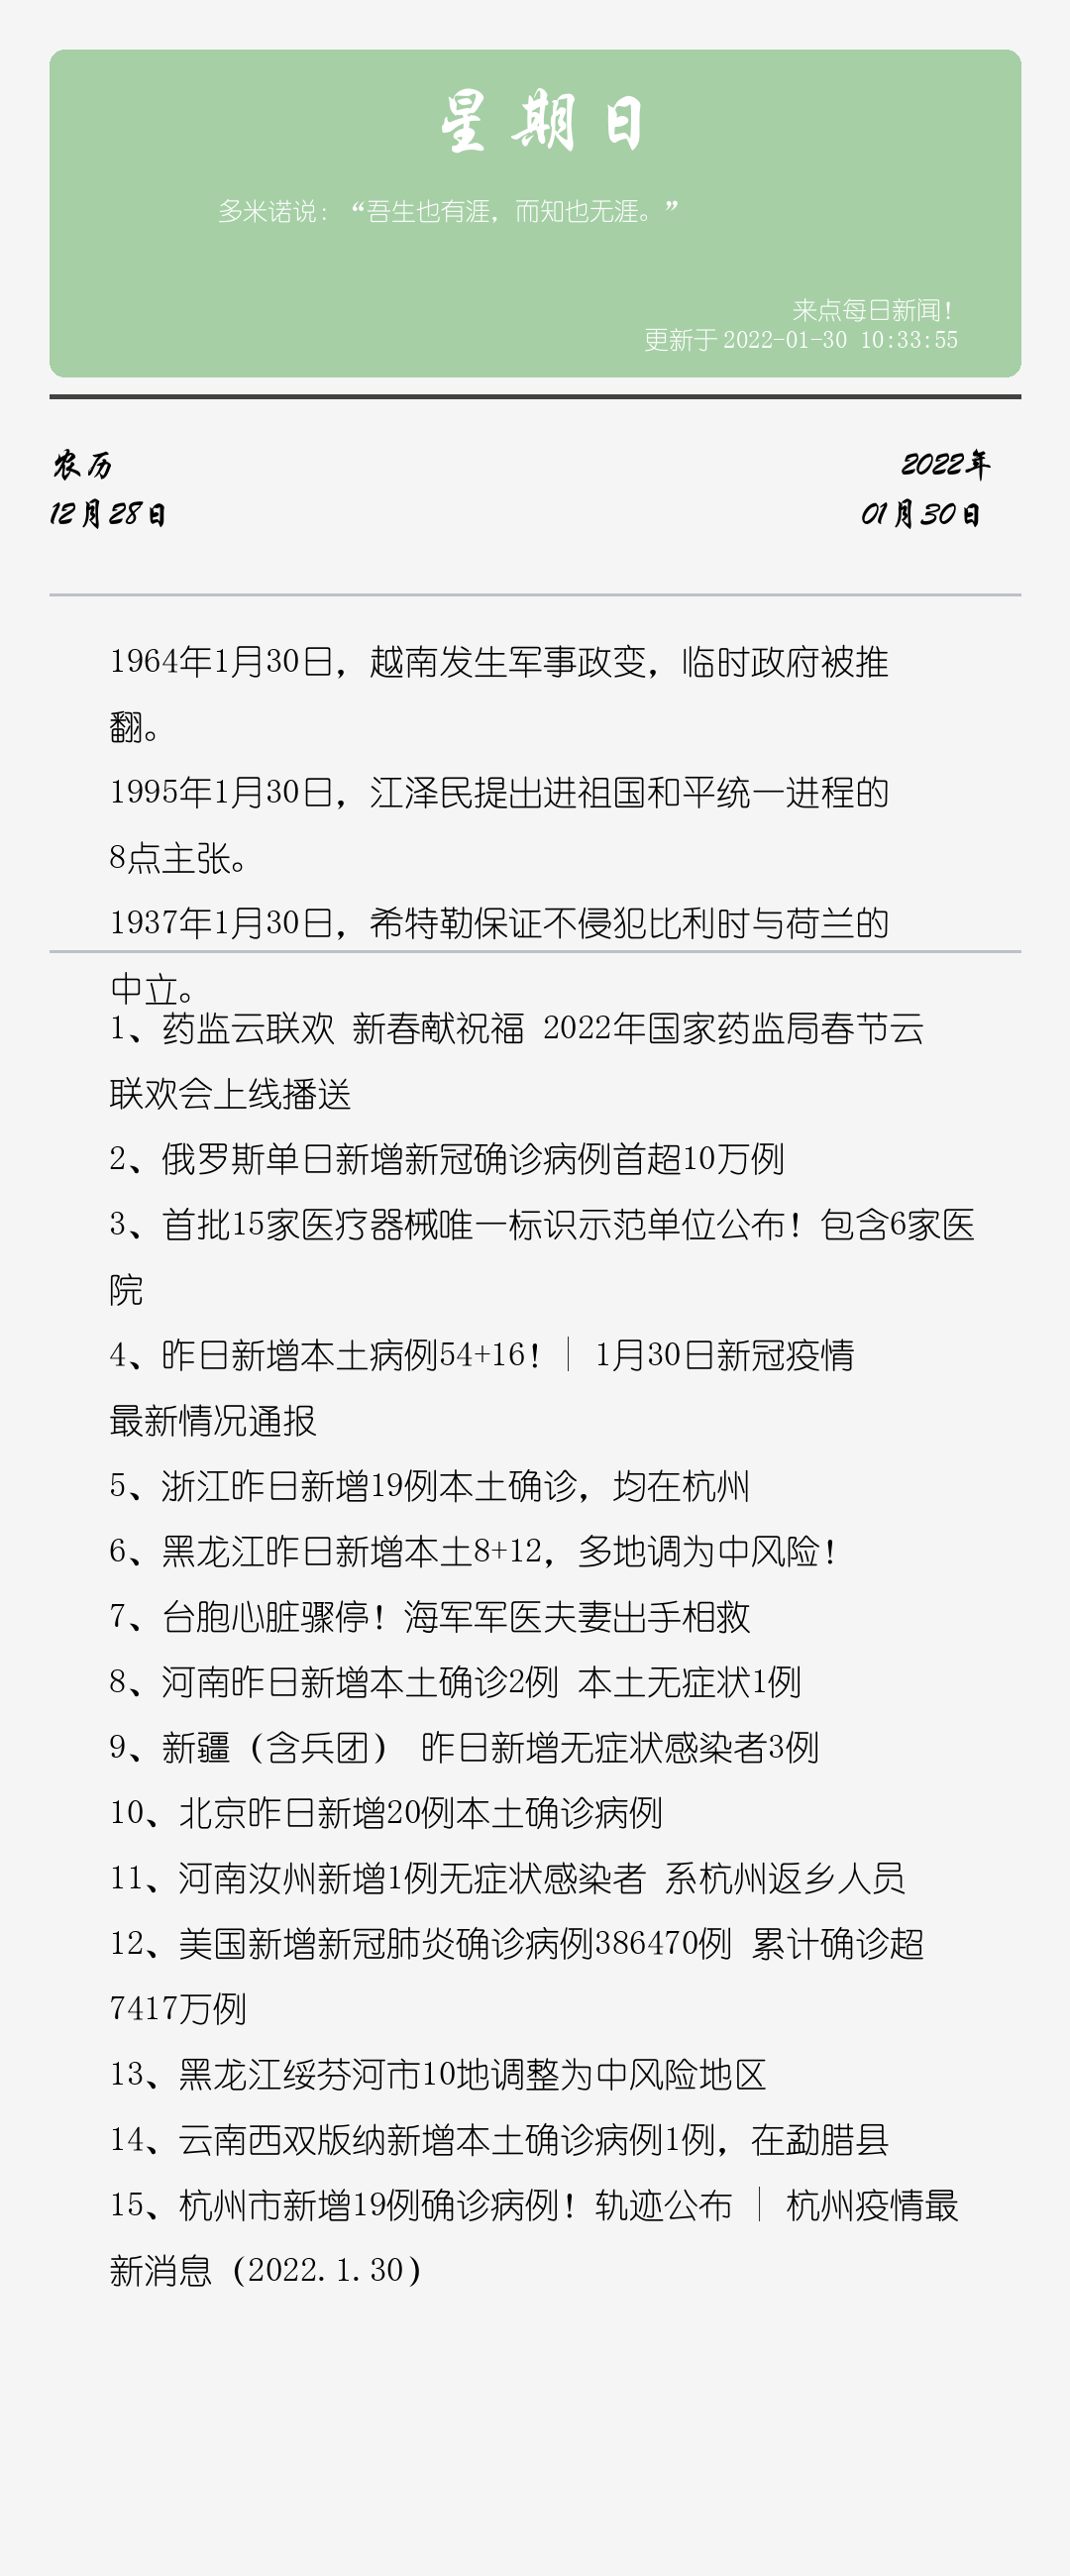 星期日
多米诺说：“吾生也有涯，而知也无涯。”
来点每日新闻！
更新于 2022-01-30 10:33:55
农历
2022年
12月28日
01月30日
1964年1月30日，越南发生军事政变，临时政府被推
翻。
1995年1月30日，江泽民提出进祖国和平统一进程的
8点主张。
1937年1月30日，希特勒保证不侵犯比利时与荷兰的
中立。
1、药监云联欢 新春献祝福 2022年国家药监局春节云
联欢会上线播送
2、俄罗斯单日新增新冠确诊病例首超10万例
3、首批15家医疗器械唯一标识示范单位公布！包含6家医
院
4、昨日新增本土病例54+16！｜ 1月30日新冠疫情
最新情况通报
5、浙江昨日新增19例本土确诊，均在杭州
6、黑龙江昨日新增本土8+12，多地调为中风险！
7、台胞心脏骤停！海军军医夫妻出手相救
8、河南昨日新增本土确诊2例 本土无症状1例
9、新疆（含兵团） 昨日新增无症状感染者3例
10、北京昨日新增20例本土确诊病例
11、河南汝州新增1例无症状感染者 系杭州返乡人员
12、美国新增新冠肺炎确诊病例386470例 累计确诊超
7417万例
13、黑龙江绥芬河市10地调整为中风险地区
14、云南西双版纳新增本土确诊病例1例，在勐腊县
15、杭州市新增19例确诊病例！轨迹公布 ｜ 杭州疫情最
新消息（2022.1.30）